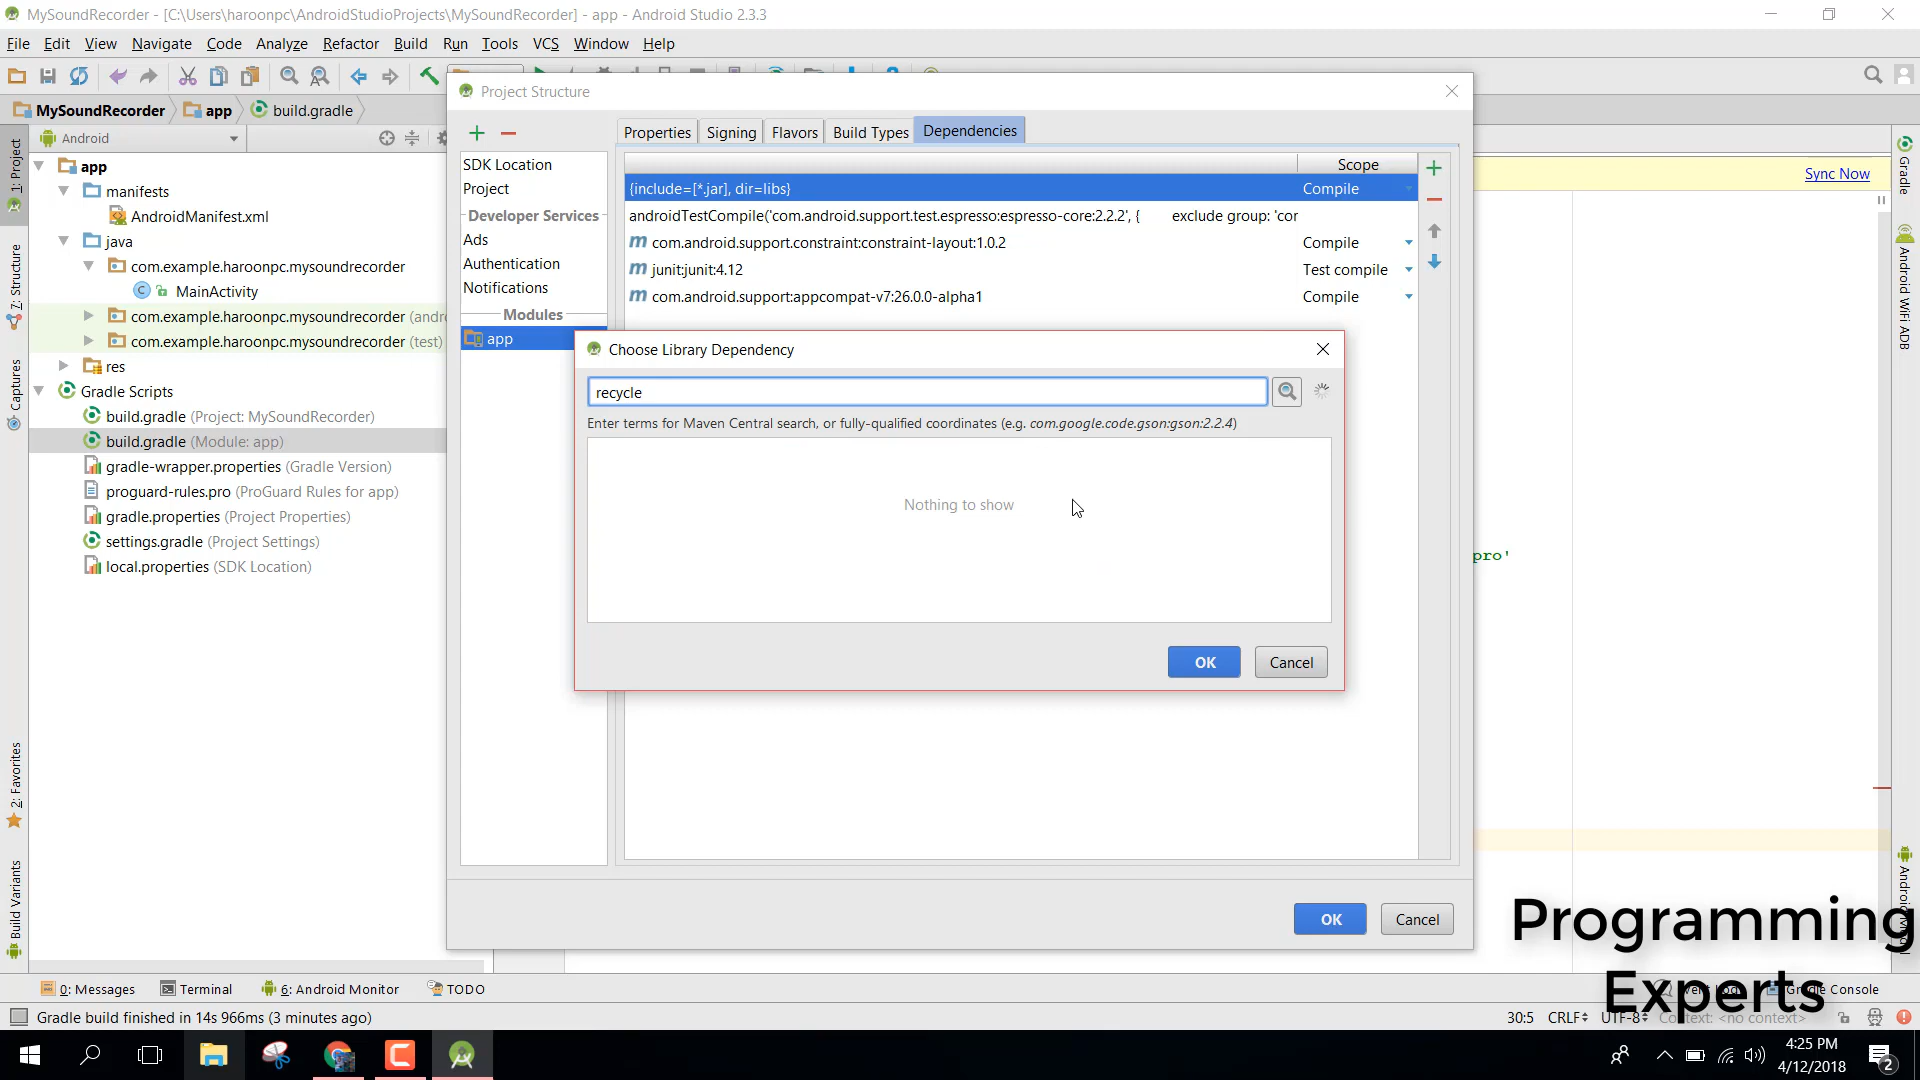 MySoundRecorder - [C:\Users\haroonpc\AndroidStudioProjects\MySoundRecorder] - app - Android Studio 2.3.3
File Edit View Navigate Code Analyze Refactor Build Run Tools VCS Window Help
MySoundRecorder app build.gradle
Android
1: Project
7: Structure
Captures
2: Favorites
Build Variants
app
manifests
AndroidManifest.xml
java
com.example.haroonpc.mysoundrecorder
MainActivity
com.example.haroonpc.mysoundrecorder (andr
com.example.haroonpc.mysoundrecorder (test)
res
Gradle Scripts
build.gradle (Project: MySoundRecorder)
build.gradle (Module: app)
gradle-wrapper.properties (Gradle Version)
proguard-rules.pro (ProGuard Rules for app)
gradle.properties (Project Properties)
settings.gradle (Project Settings)
local.properties (SDK Location)
Project Structure
SDK Location
Project
Developer Services
Ads
Authentication
Notifications
Modules
app
Properties Signing Flavors Build Types Dependencies
Scope
{include=[*.jar], dir=libs} Compile
androidTestCompile('com.android.support.test.espresso:espresso-core:2.2.2', { exclude group: 'cor
m com.android.support.constraint:constraint-layout:1.0.2 Compile
m junit:junit:4.12 Test compile
m com.android.support:appcompat-v7:26.0.0-alpha1 Compile
Choose Library Dependency
recycle
Enter terms for Maven Central search, or fully-qualified coordinates (e.g. com.google.code.gson:gson:2.2.4)
Nothing to show
OK Cancel
OK Cancel
Sync Now
pro'
Gradle
Android WiFi ADB
Programming
Experts
0: Messages Terminal 6: Android Monitor TODO
Gradle Console
Gradle build finished in 14s 966ms (3 minutes ago)
30:5 CRLF UTF-8 Context: <no context>
4:25 PM
4/12/2018
2